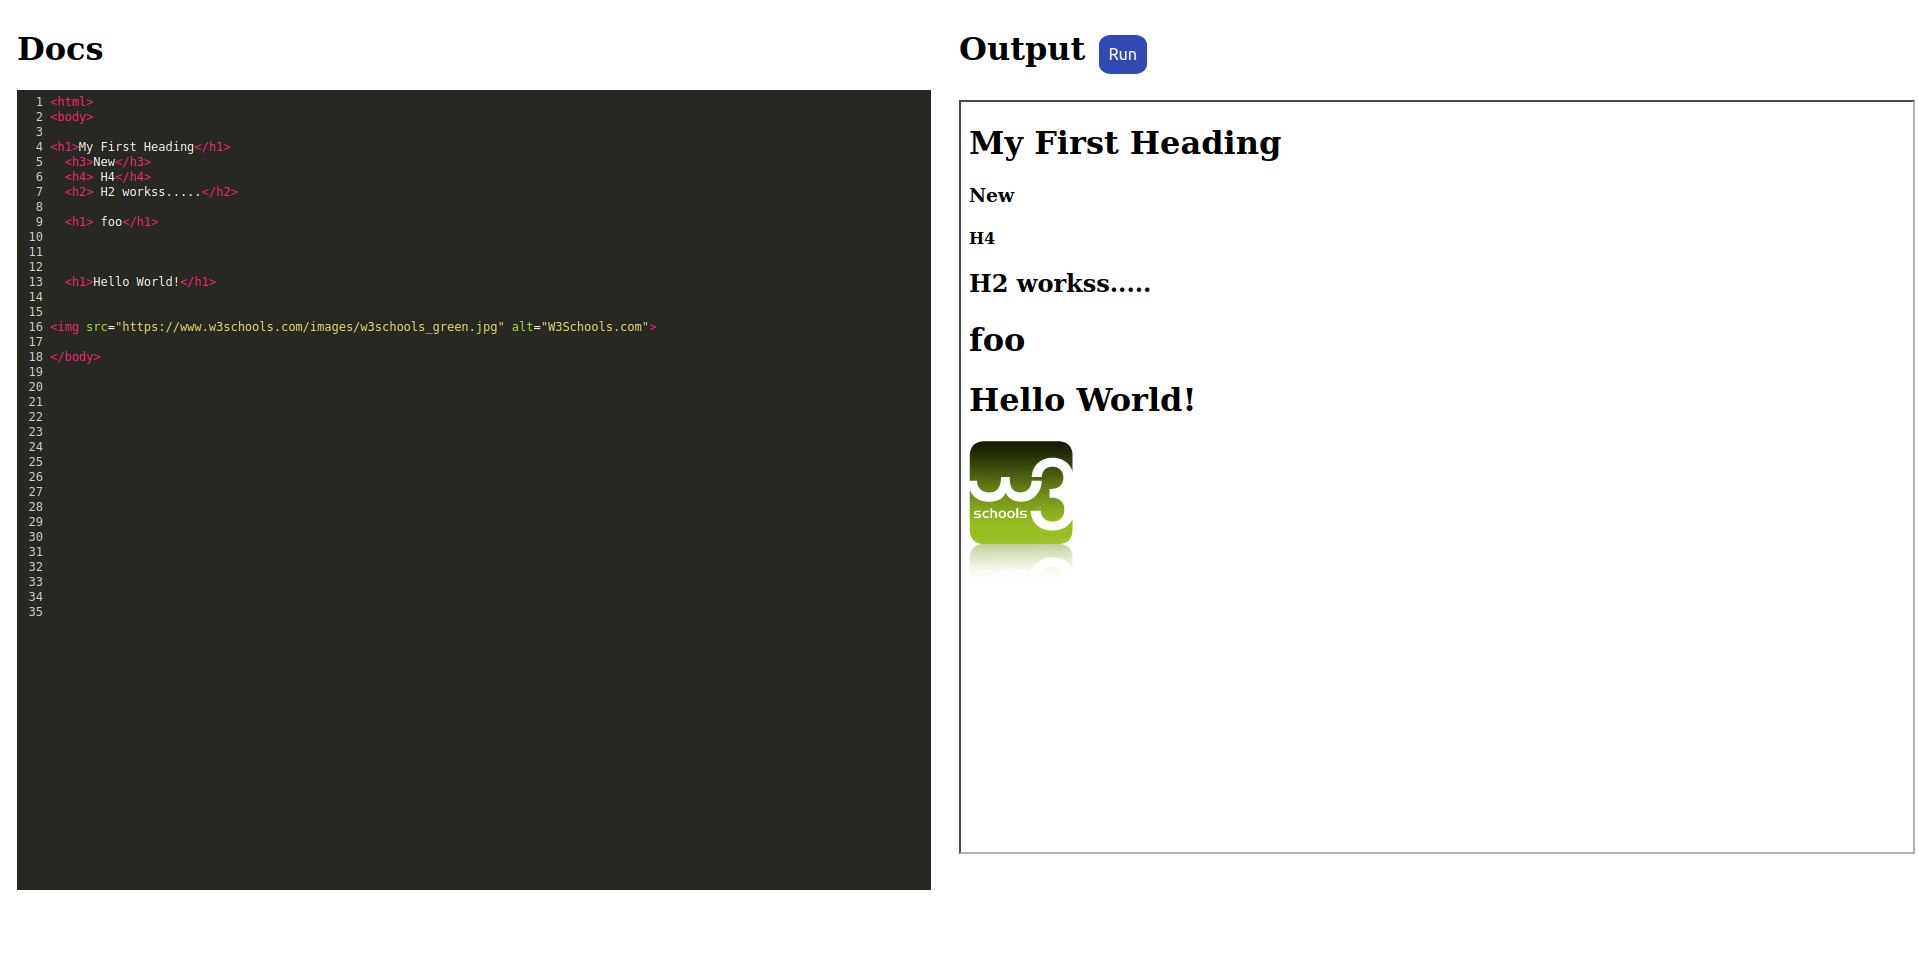 Docs
1 <html>
2 <body>
3
4 <h1>My First Heading</h1>
5   <h3>New</h3>
6   <h4> H4</h4>
7   <h2> H2 workss.....</h2>
8
9   <h1> foo</h1>
10
11
12
13   <h1>Hello World!</h1>
14
15
16 <img src="https://www.w3schools.com/images/w3schools_green.jpg" alt="W3Schools.com">
17
18 </body>
19
20
21
22
23
24
25
26
27
28
29
30
31
32
33
34
35
Output Run
My First Heading
New
H4
H2 workss.....
foo
Hello World!
w3
schools